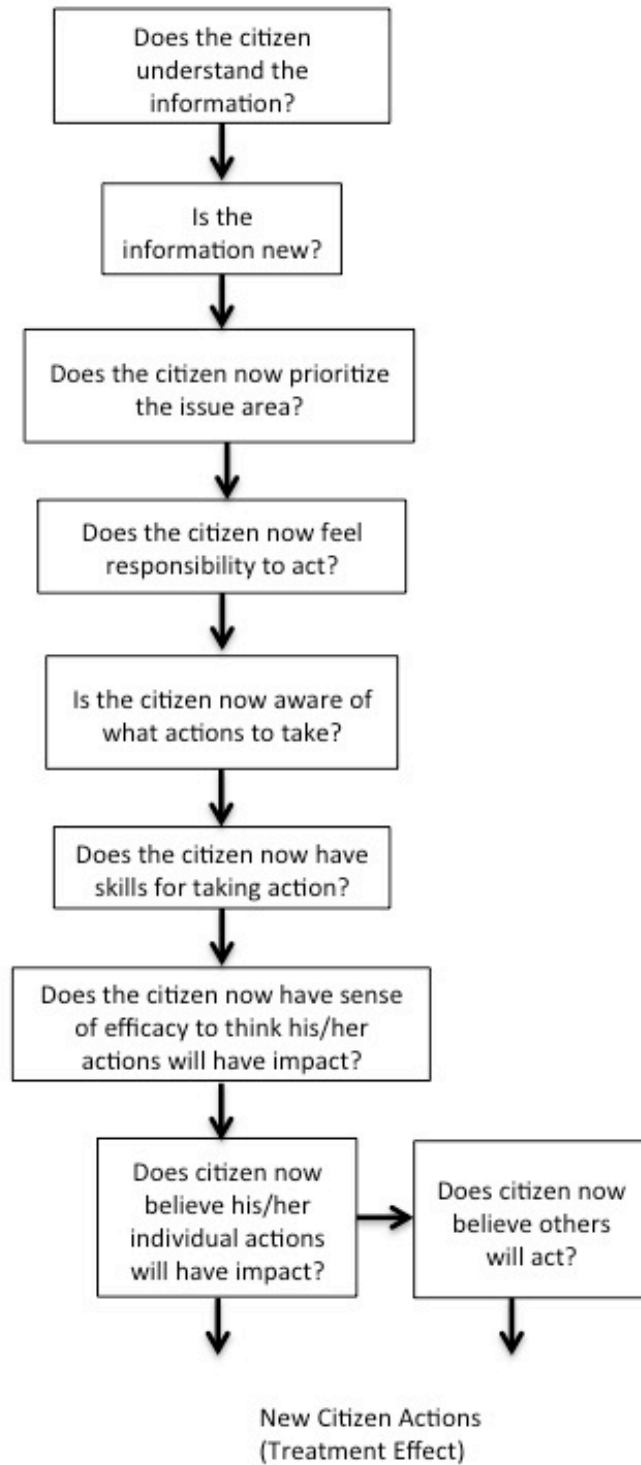 Does the citizen
understand the
information?
Is the
information new?
Does the citizen now prioritize
the issue area?
Does the citizen now feel
responsibility to act?
Is the citizen now aware of
what actions to take?
Does the citizen now have
skills for taking action?
Does the citizen now have sense
of efficacy to think his/her
actions will have impact?
Does citizen now
believe his/her
individual actions
will have impact?
Does citizen now
believe others
will act?
New Citizen Actions
(Treatment Effect)